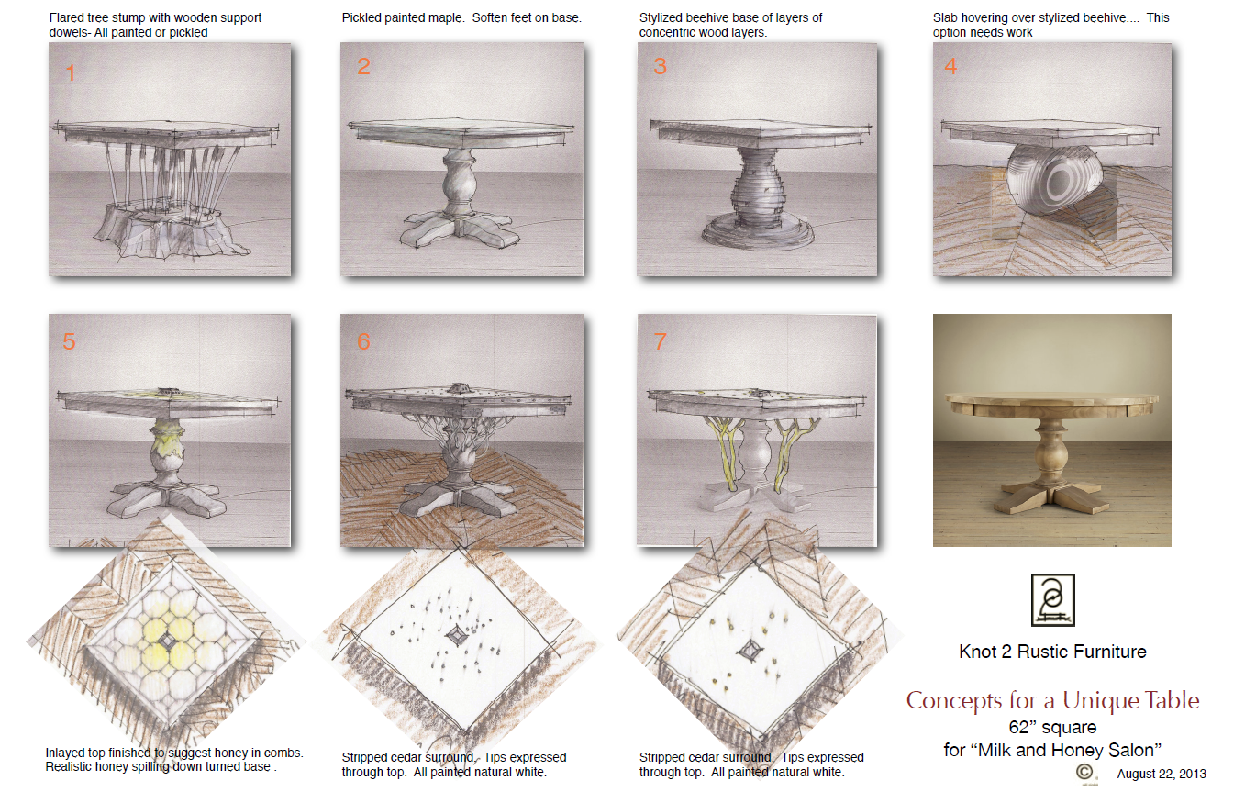 Flared tree stump with wooden support
dowels- All painted or pickled
Pickled painted maple. Soften feet on base.
Stylized beehive base of layers of
concentric wood layers.
Slab hovering over stylized beehive.... This
option needs work
1
2
3
4
5
6
7
Inlayed top finished to suggest honey in combs.
Realistic honey spilling down turned base .
Stripped cedar surround, Tips expressed
through top. All painted natural white.
Stripped cedar surround Tips expressed
through top. All painted natural white.
Knot 2 Rustic Furniture
Concepts for a Unique Table
62” square
for “Milk and Honey Salon”
© August 22, 2013